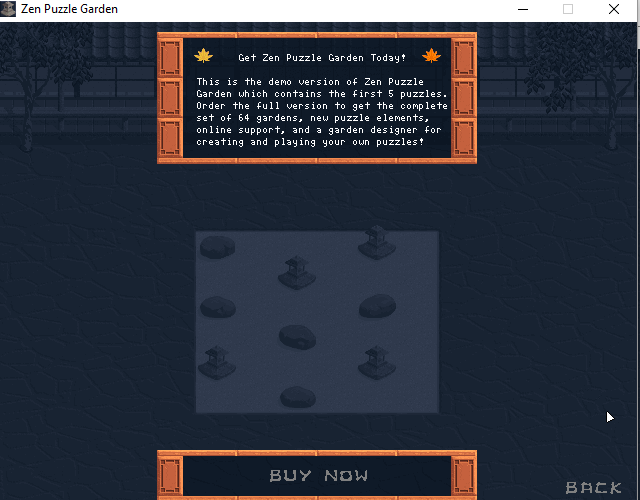 Zen Puzzle Garden
Get Zen Puzzle Garden Today!
This is the demo version of Zen Puzzle
Garden which contains the first 5 puzzles.
Order the full version to get the complete
set of 64 gardens, new puzzle elements,
online support, and a garden designer for
creating and playing your own puzzles!
BUY NOW
BACK